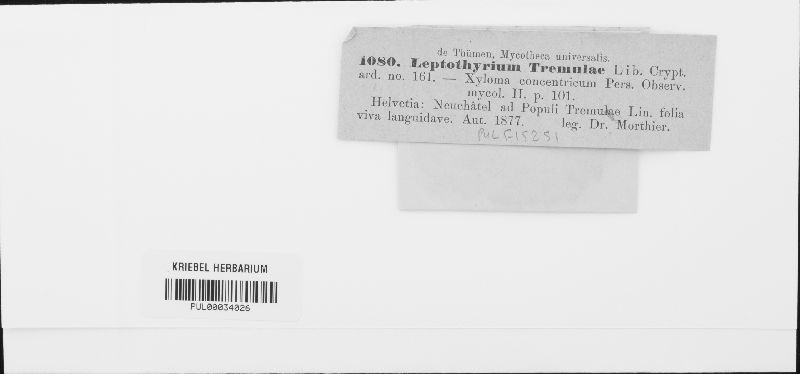 de Thümen, Mycotheca universalis.
1080. Leptothyrium Tremulae Lib. Crypt.
ard. no. 161. — Xyloma concentricum Pers. Observ.
mycol. II. p. 101.
Helvetia: Neuchâtel ad Populi Tremulae Lin. folia
viva languidave. Aut. 1877. leg. Dr. Morthier.
PUL F15251
KRIEBEL HERBARIUM
PUL00034026